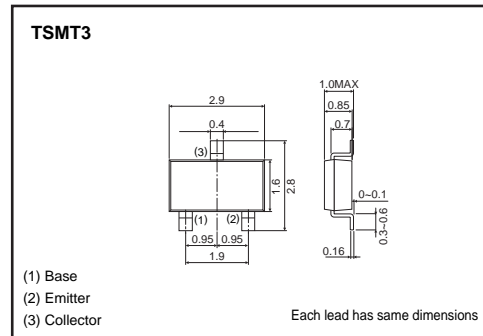 TSMT3
1.0MAX
2.9
0.85
0.4
0.7
(3)
1.6
2.8
(1)
(2)
0~0.1
0.3~0.6
0.95
0.95
0.16
1.9
(1) Base
(2) Emitter
(3) Collector
Each lead has same dimensions